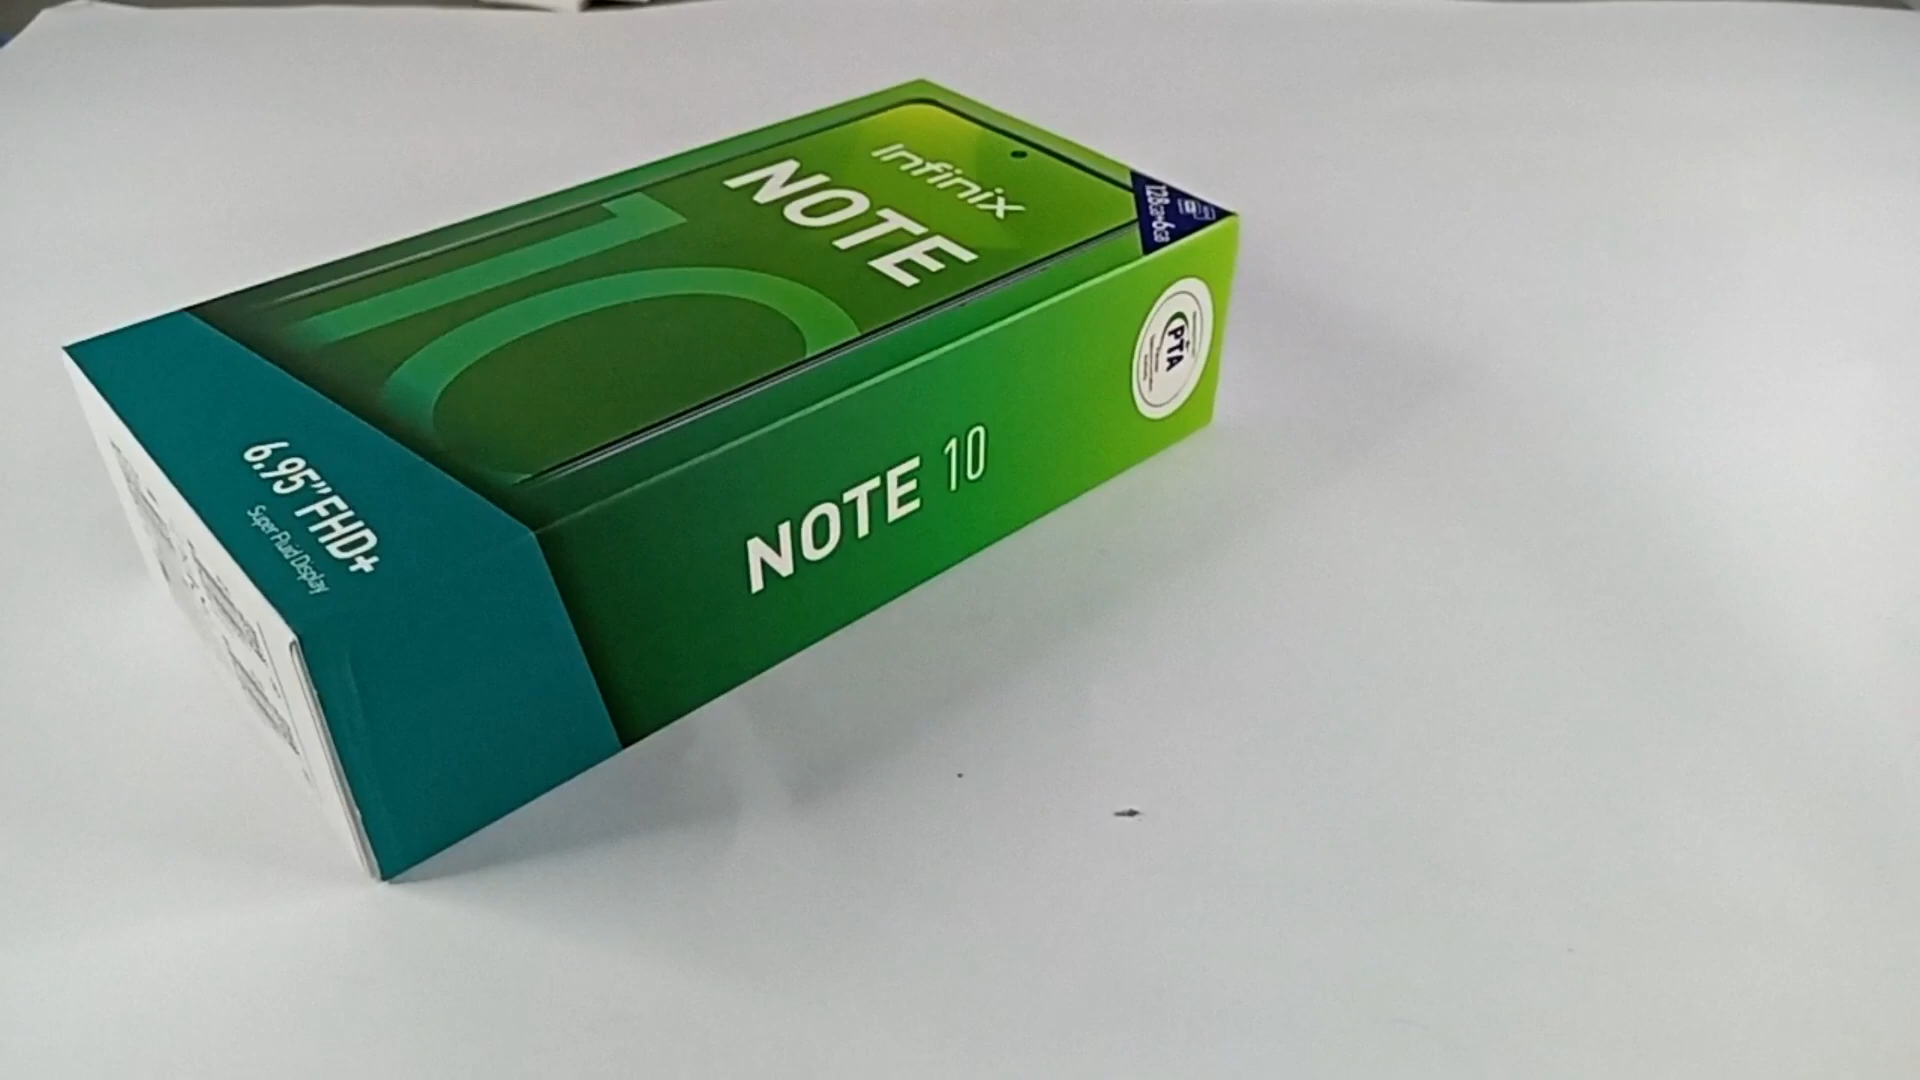 Infinix
NOTE
10
128GB+6GB
PTA
NOTE 10
6.95"FHD+
Super Fluid Display